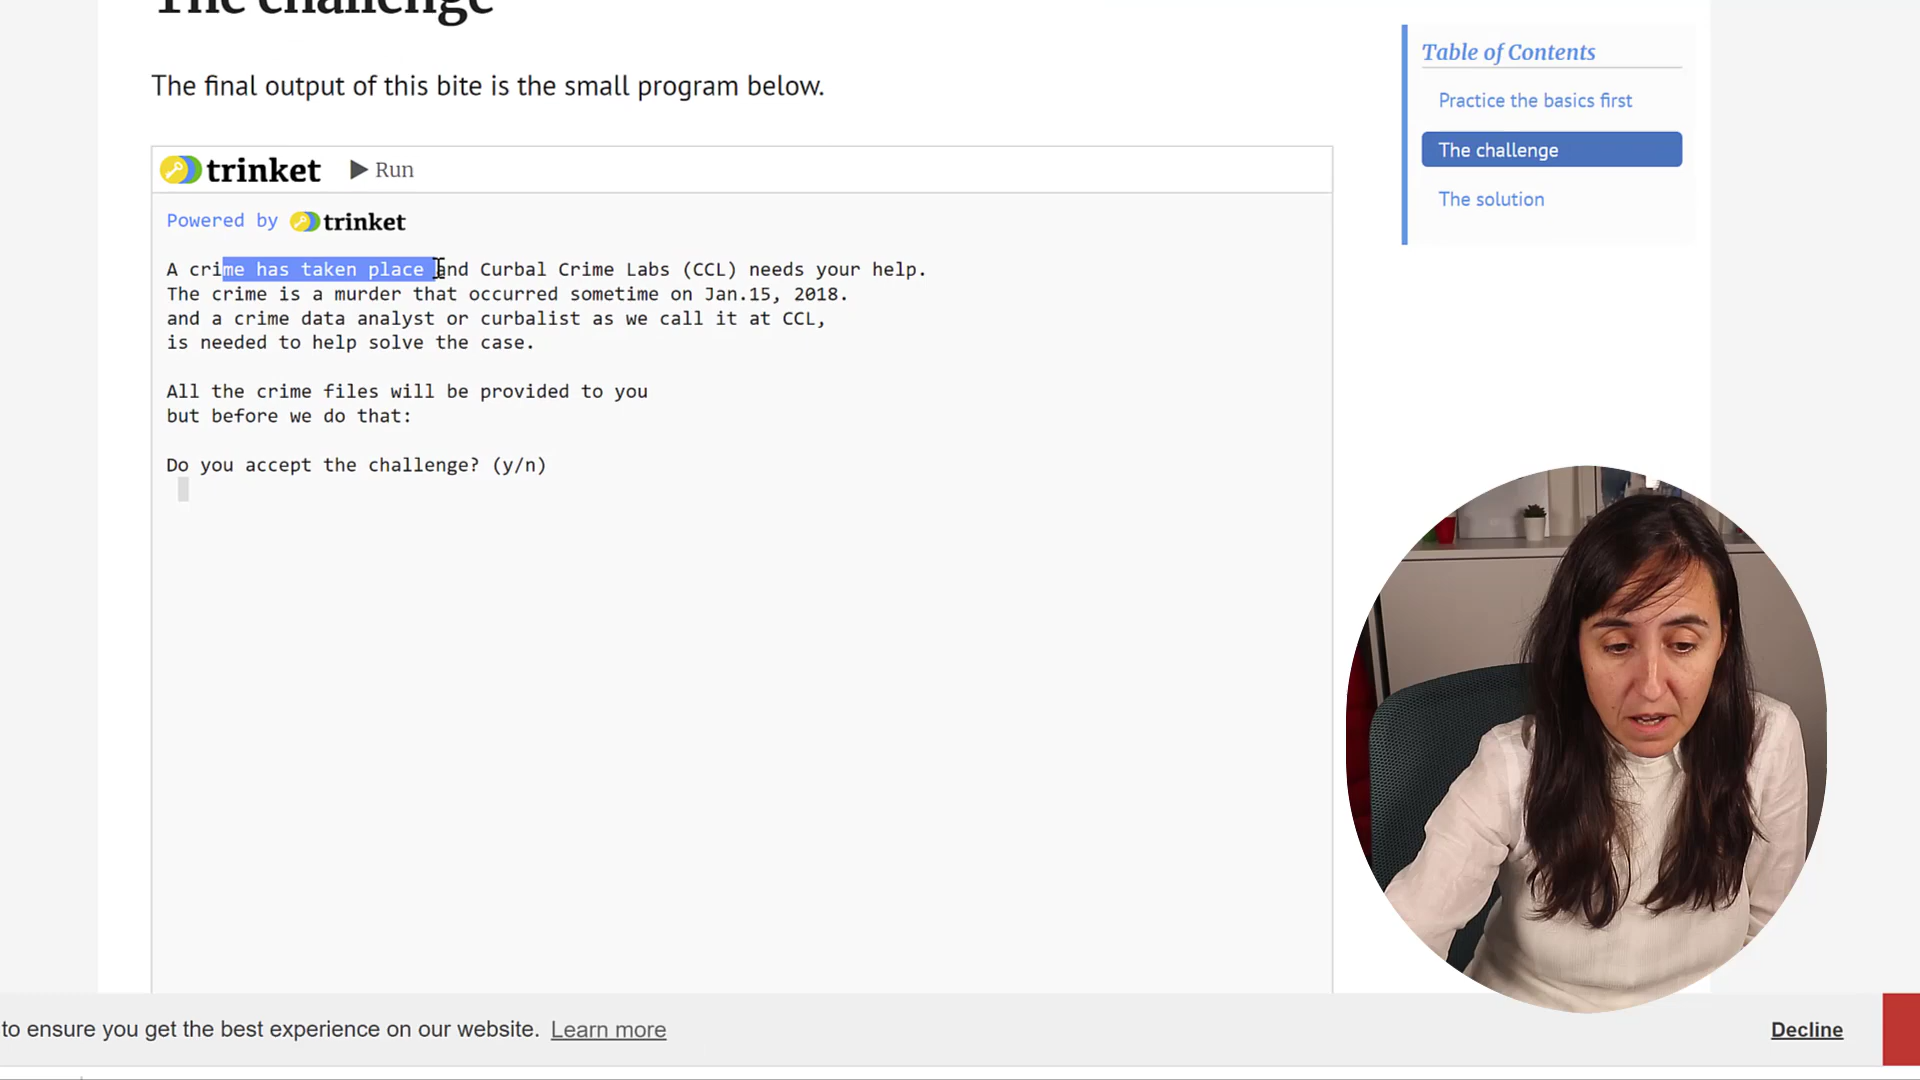 The challenge
The final output of this bite is the small program below.
trinket Run
Powered by trinket
A crime has taken place and Curbal Crime Labs (CCL) needs your help.
The crime is a murder that occurred sometime on Jan.15, 2018.
and a crime data analyst or curbalist as we call it at CCL,
is needed to help solve the case.
All the crime files will be provided to you
but before we do that:
Do you accept the challenge? (y/n)
Table of Contents
Practice the basics first
The challenge
The solution
to ensure you get the best experience on our website. Learn more
Decline